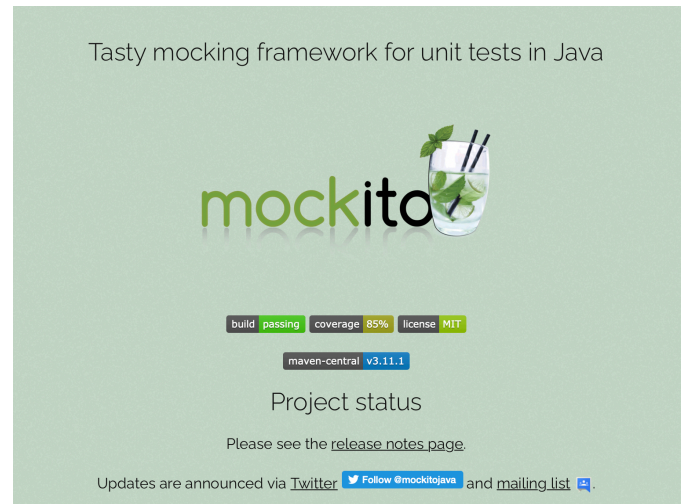 Tasty mocking framework for unit tests in Java
mockito
build passing coverage 85% license MIT
maven-central v3.11.1
Project status
Please see the release notes page.
Updates are announced via Twitter Follow @mockitojava and mailing list .